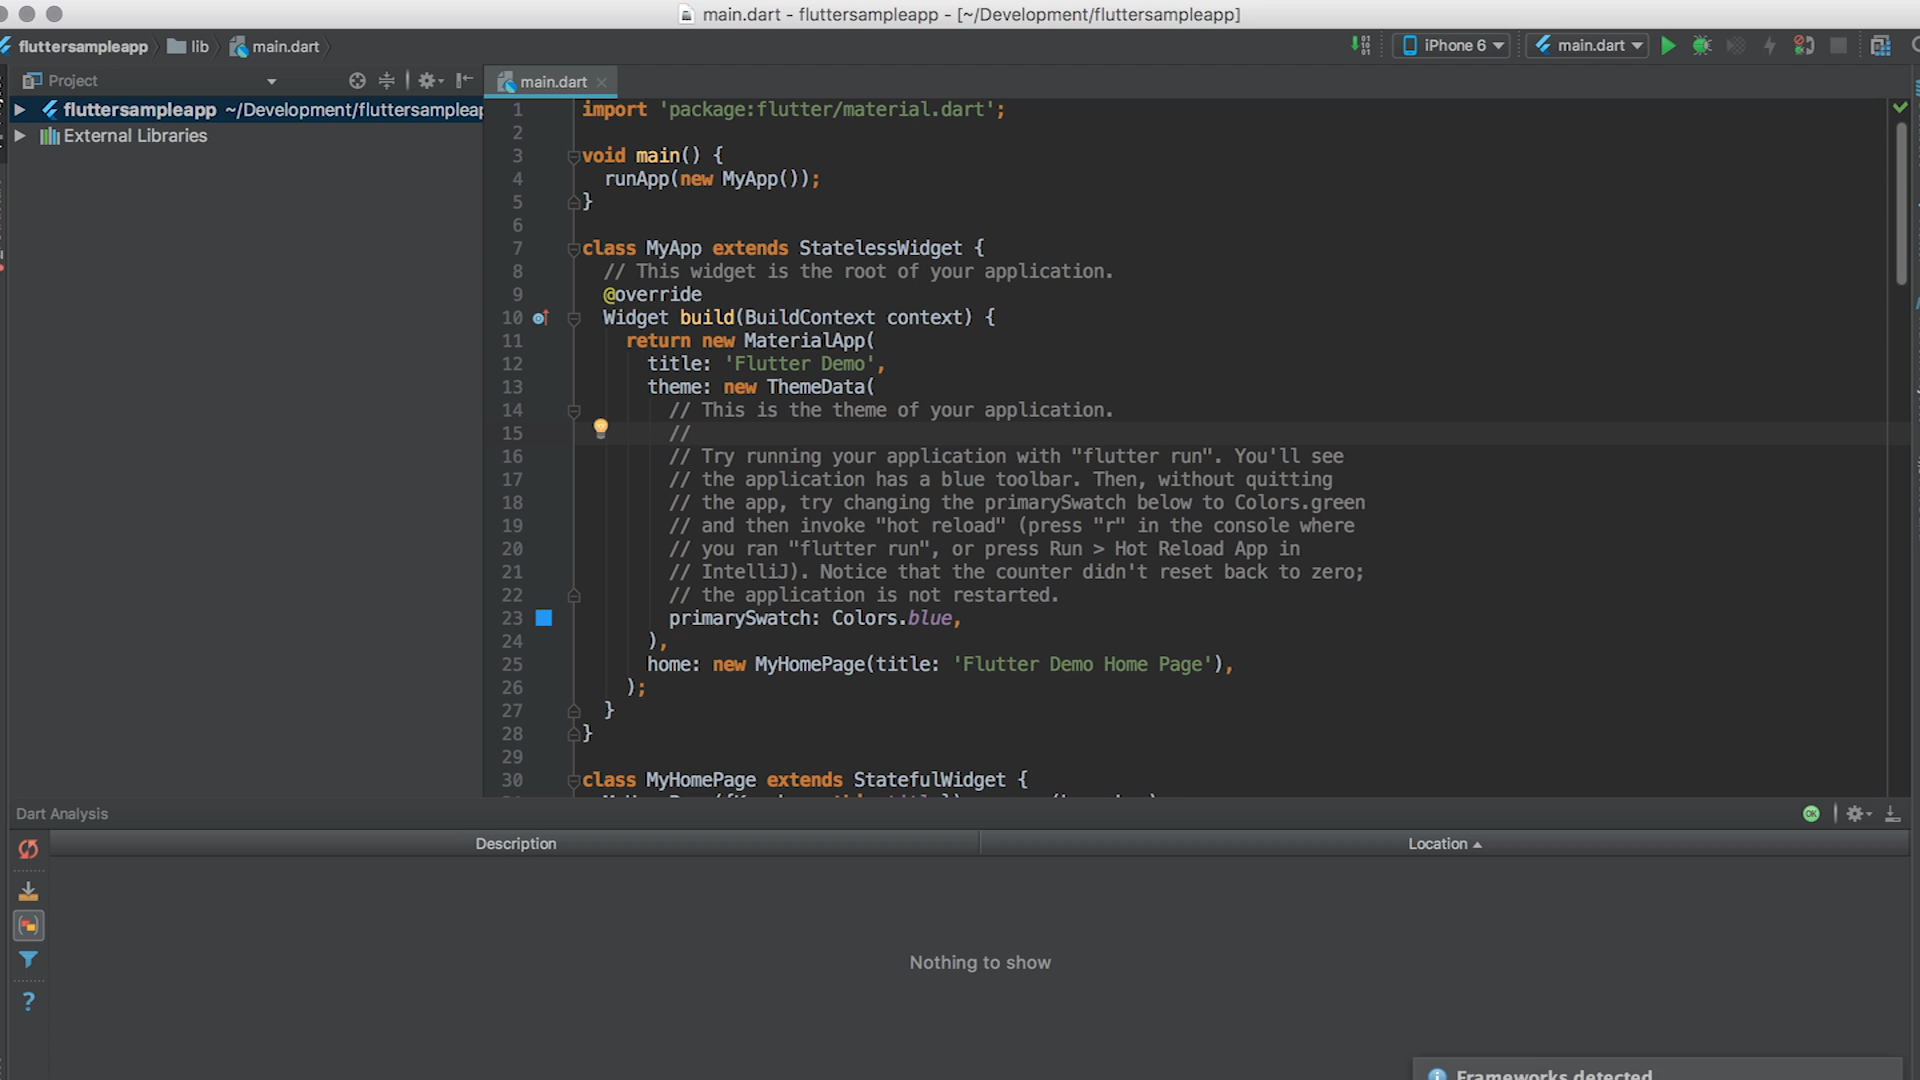 main.dart - fluttersampleapp - [~/Development/fluttersampleapp]
fluttersampleapp lib main.dart
iPhone 6 main.dart
Project
main.dart
fluttersampleapp ~/Development/fluttersampleap
External Libraries
1 import 'package:flutter/material.dart';
2
3 void main() {
4 runApp(new MyApp());
5 }
6
7 class MyApp extends StatelessWidget {
8 // This widget is the root of your application.
9 @override
10 Widget build(BuildContext context) {
11 return new MaterialApp(
12 title: 'Flutter Demo',
13 theme: new ThemeData(
14 // This is the theme of your application.
15 //
16 // Try running your application with "flutter run". You'll see
17 // the application has a blue toolbar. Then, without quitting
18 // the app, try changing the primarySwatch below to Colors.green
19 // and then invoke "hot reload" (press "r" in the console where
20 // you ran "flutter run", or press Run > Hot Reload App in
21 // IntelliJ). Notice that the counter didn't reset back to zero;
22 // the application is not restarted.
23 primarySwatch: Colors.blue,
24 ),
25 home: new MyHomePage(title: 'Flutter Demo Home Page'),
26 );
27 }
28 }
29
30 class MyHomePage extends StatefulWidget {
Dart Analysis
OK
Description Location
Nothing to show
Frameworks detected